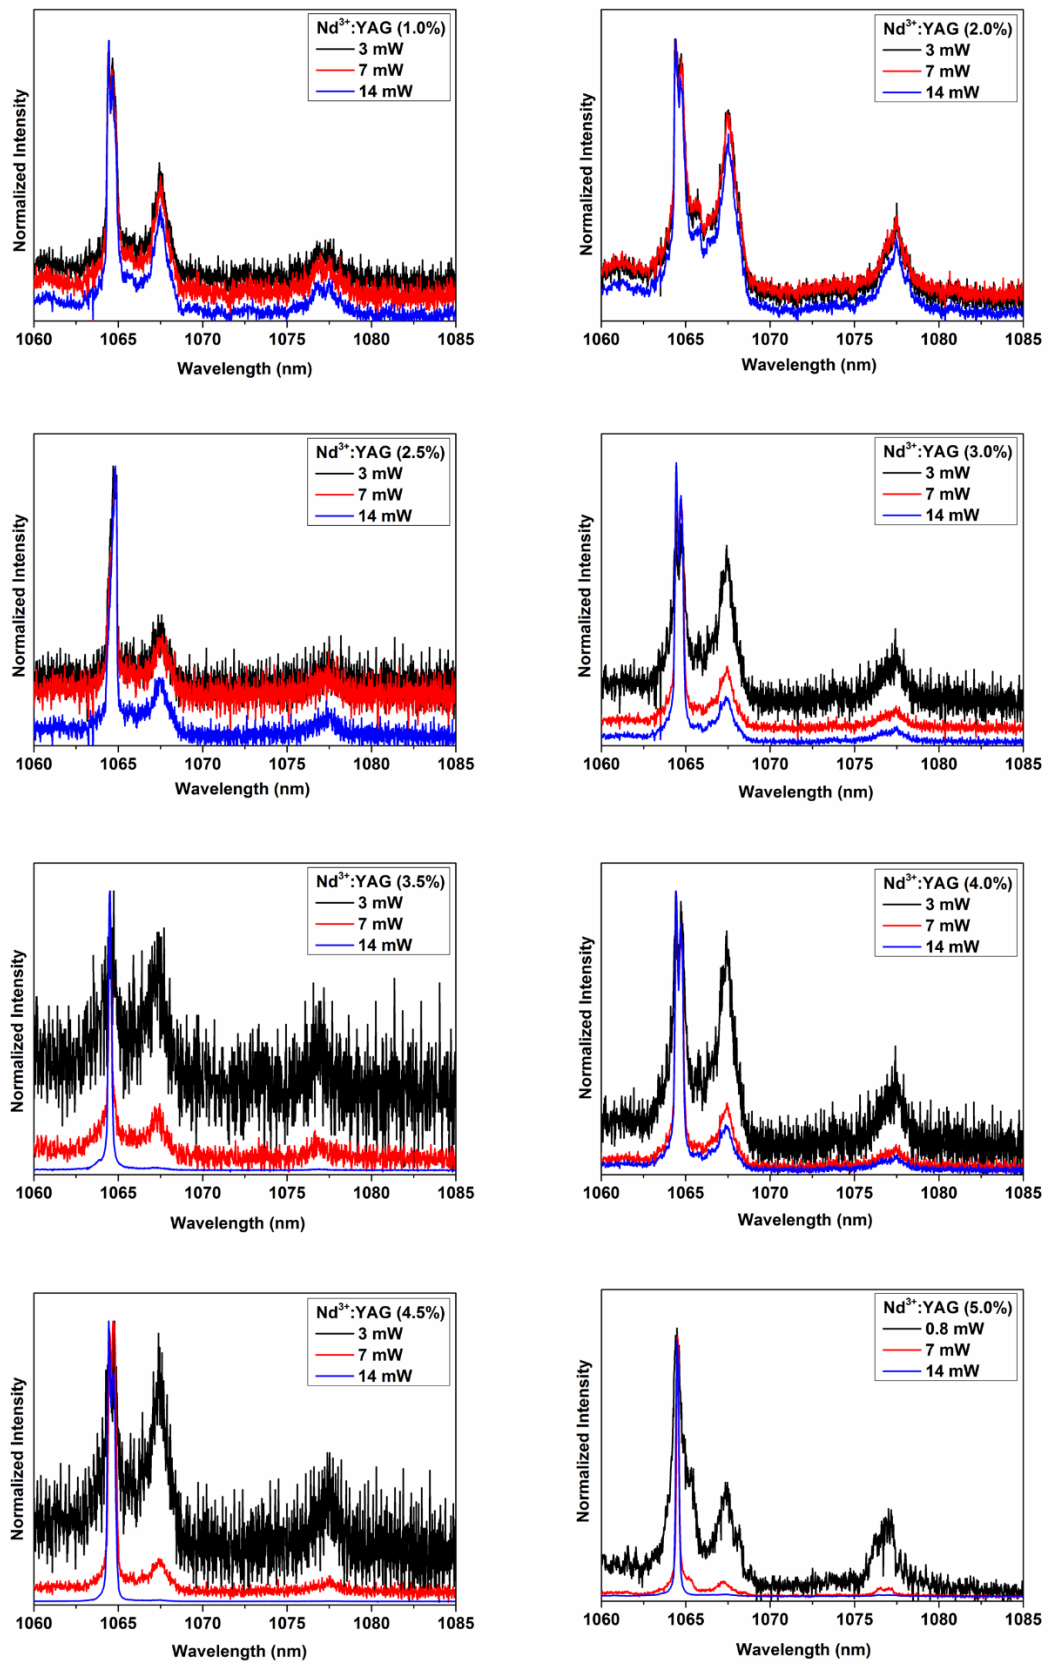 Nd³⁺:YAG (1.0%)
3 mW
7 mW
14 mW
Normalized Intensity
1060 1065 1070 1075 1080 1085
Wavelength (nm)
Nd³⁺:YAG (2.0%)
3 mW
7 mW
14 mW
Normalized Intensity
1060 1065 1070 1075 1080 1085
Wavelength (nm)
Nd³⁺:YAG (2.5%)
3 mW
7 mW
14 mW
Normalized Intensity
1060 1065 1070 1075 1080 1085
Wavelength (nm)
Nd³⁺:YAG (3.0%)
3 mW
7 mW
14 mW
Normalized Intensity
1060 1065 1070 1075 1080 1085
Wavelength (nm)
Nd³⁺:YAG (3.5%)
3 mW
7 mW
14 mW
Normalized Intensity
1060 1065 1070 1075 1080 1085
Wavelength (nm)
Nd³⁺:YAG (4.0%)
3 mW
7 mW
14 mW
Normalized Intensity
1060 1065 1070 1075 1080 1085
Wavelength (nm)
Nd³⁺:YAG (4.5%)
3 mW
7 mW
14 mW
Normalized Intensity
1060 1065 1070 1075 1080 1085
Wavelength (nm)
Nd³⁺:YAG (5.0%)
0.8 mW
7 mW
14 mW
Normalized Intensity
1060 1065 1070 1075 1080 1085
Wavelength (nm)